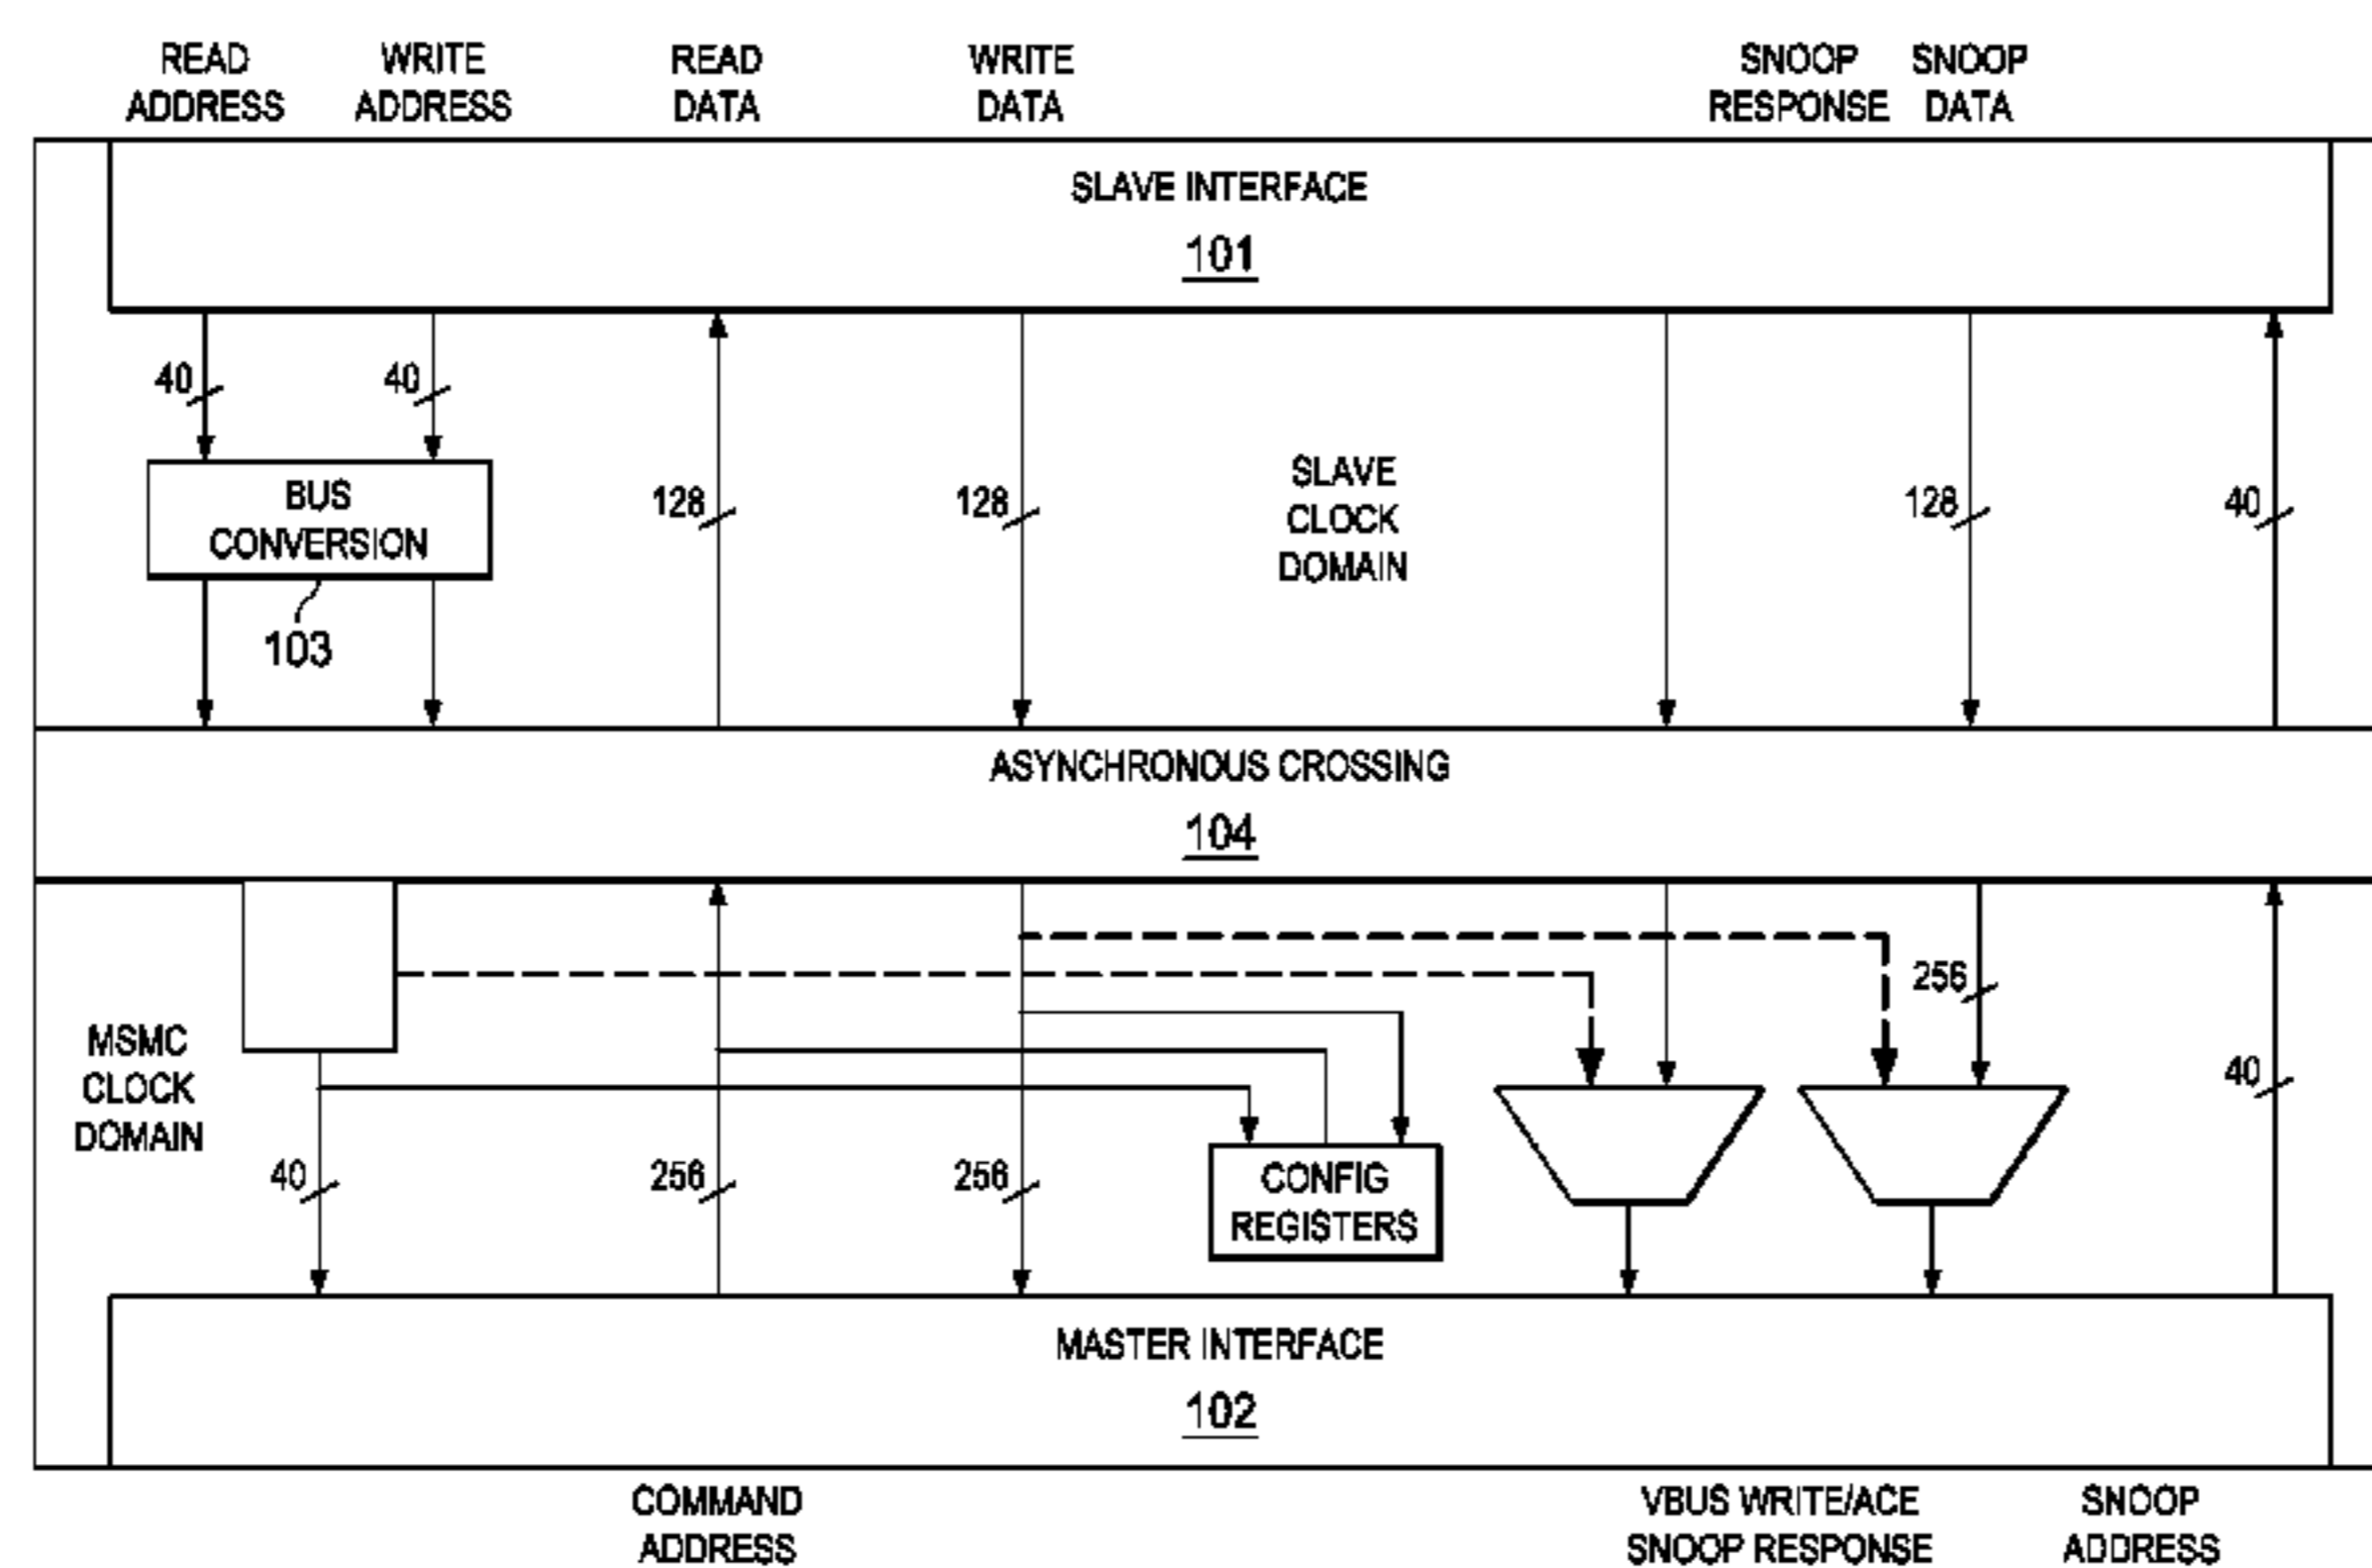 READ WRITE READ WRITE SNOOP SNOOP
ADDRESS ADDRESS DATA DATA RESPONSE DATA
SLAVE INTERFACE
101
40 40
BUS
CONVERSION
103
128 128
SLAVE
CLOCK
DOMAIN
128 40
ASYNCHRONOUS CROSSING
104
256
MSMC
CLOCK
DOMAIN
40
40 256 256
CONFIG
REGISTERS
MASTER INTERFACE
102
COMMAND VBUS WRITE/ACE SNOOP
ADDRESS SNOOP RESPONSE ADDRESS